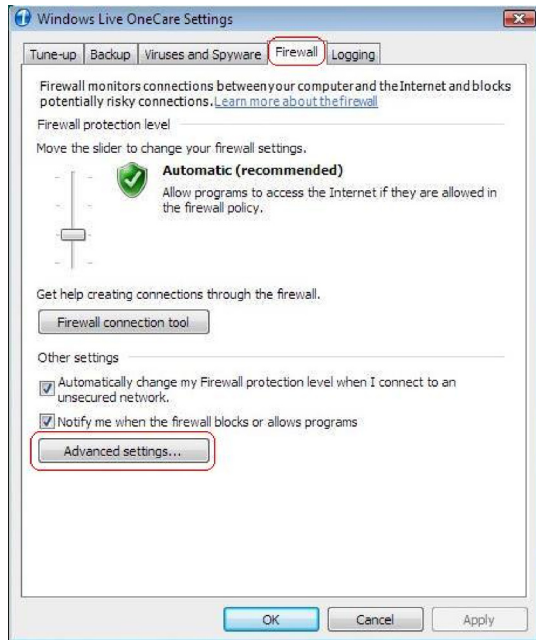 Windows Live OneCare Settings
Tune-up Backup Viruses and Spyware Firewall Logging
Firewall monitors connections between your computer and the Internet and blocks
potentially risky connections. Learn more about the firewall
Firewall protection level
Move the slider to change your firewall settings.
Automatic (recommended)
Allow programs to access the Internet if they are allowed in
the firewall policy.
Get help creating connections through the firewall.
Firewall connection tool
Other settings
Automatically change my Firewall protection level when I connect to an
unsecured network.
Notify me when the firewall blocks or allows programs
Advanced settings...
OK Cancel Apply